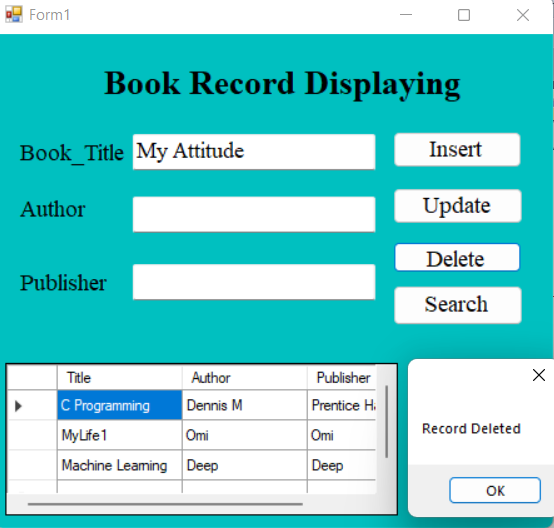 Form1
Book Record Displaying
Book_Title My Attitude Insert
Author Update
Delete
Publisher
Search
Title Author Publisher
C Programming Dennis M Prentice
MyLife1 Omi Omi
Machine Learning Deep Deep
Record Deleted
OK